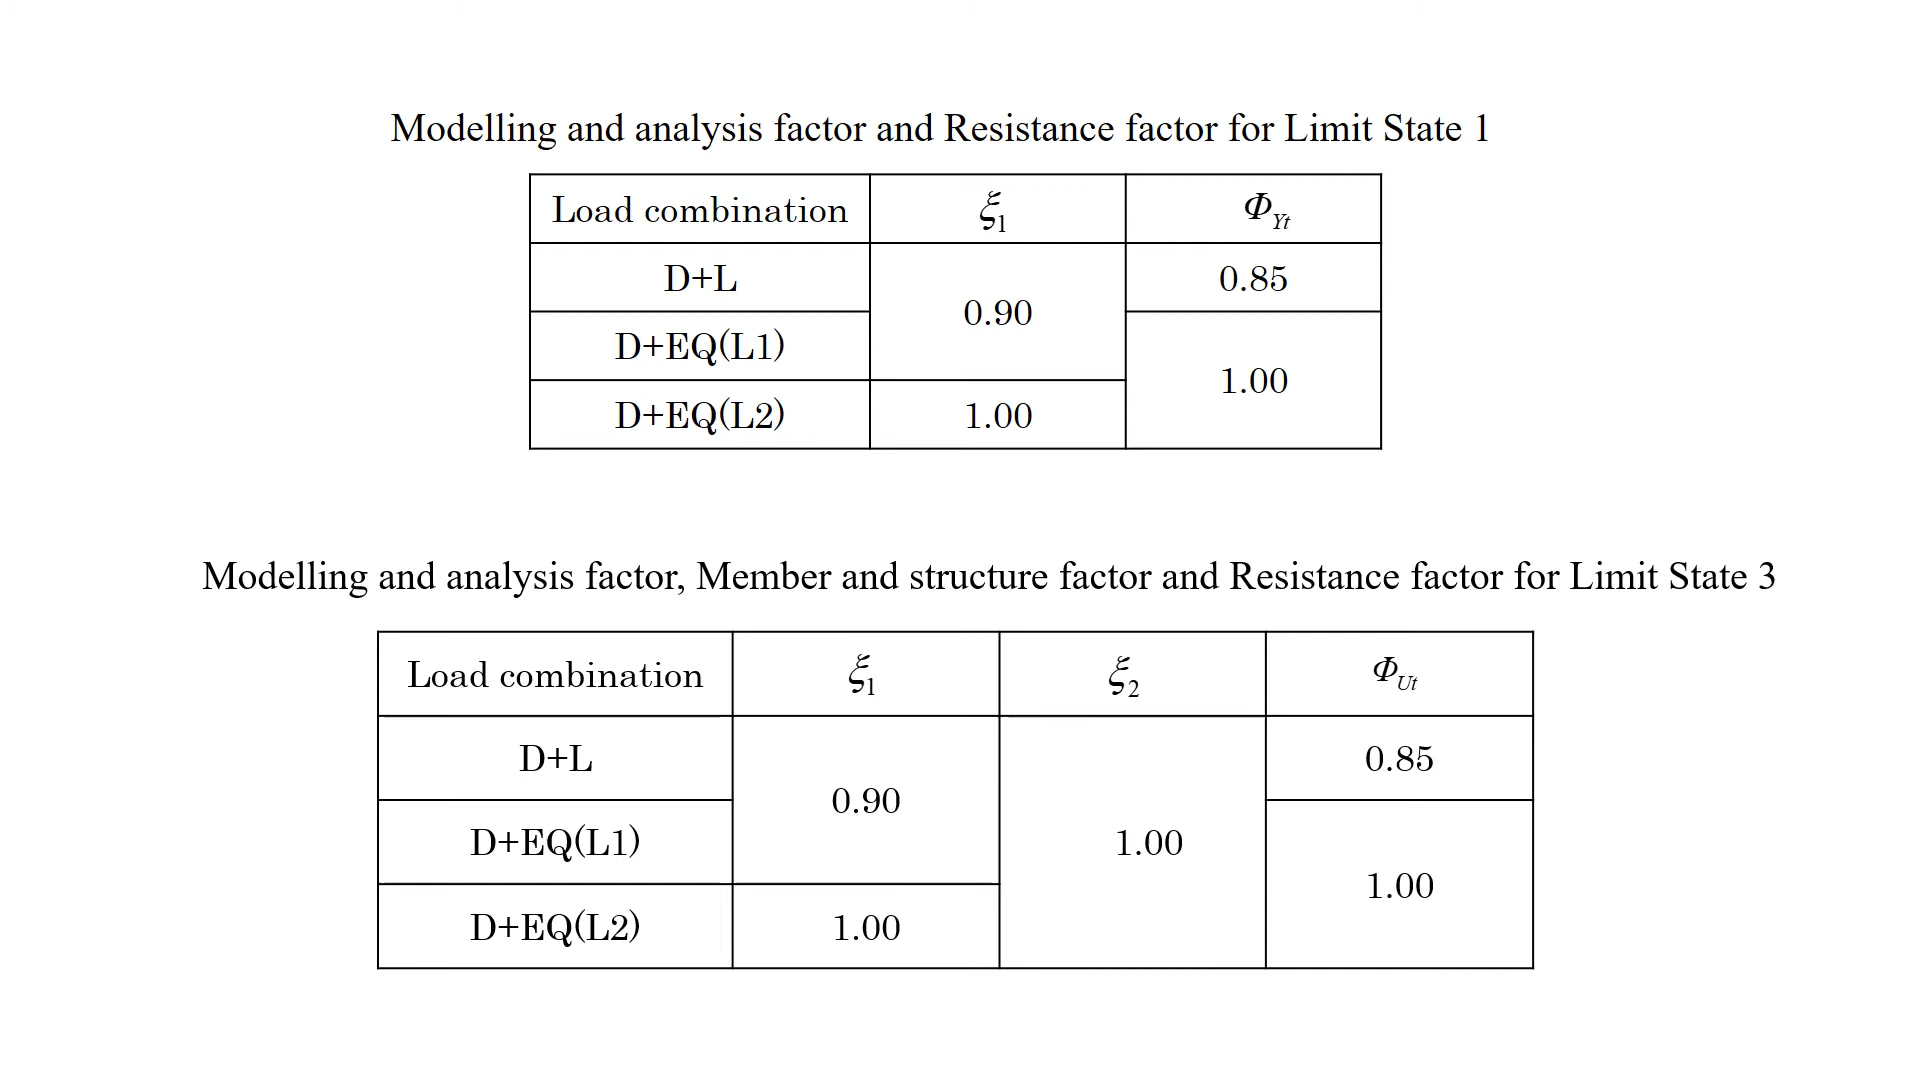 Modelling and analysis factor and Resistance factor for Limit State 1
Load combination ξ1 ΦYt
D+L 0.85
0.90
D+EQ(L1)
1.00
D+EQ(L2) 1.00
Modelling and analysis factor, Member and structure factor and Resistance factor for Limit State 3
Load combination ξ1 ξ2 ΦUt
D+L 0.85
0.90
D+EQ(L1) 1.00
1.00
D+EQ(L2) 1.00